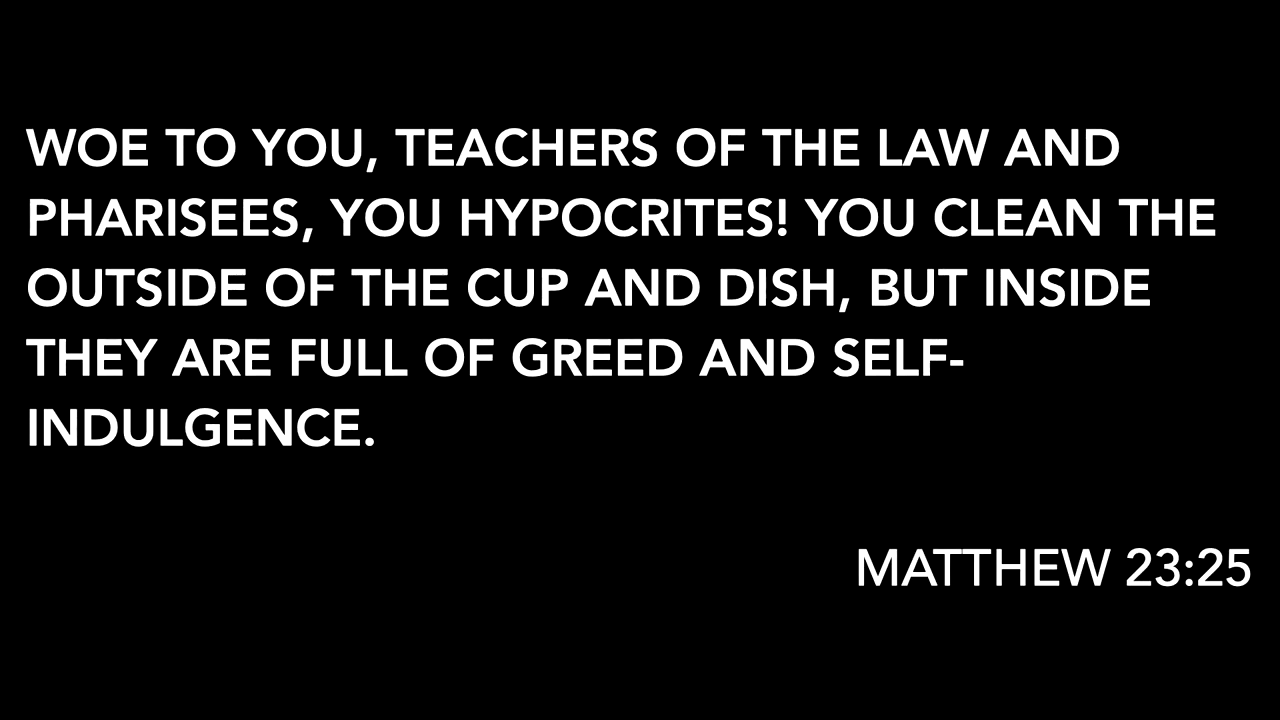 WOE TO YOU, TEACHERS OF THE LAW AND
PHARISEES, YOU HYPOCRITES! YOU CLEAN THE
OUTSIDE OF THE CUP AND DISH, BUT INSIDE
THEY ARE FULL OF GREED AND SELF-
INDULGENCE.
MATTHEW 23:25